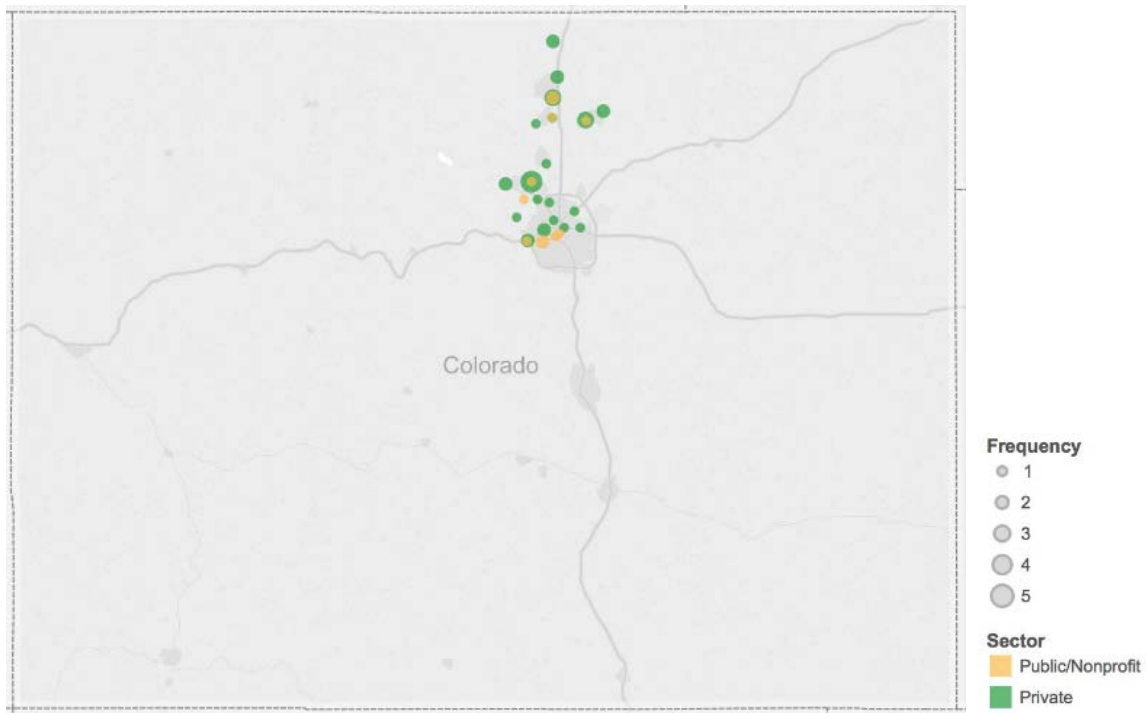 Colorado
Frequency
1
2
3
4
5
Sector
Public/Nonprofit
Private